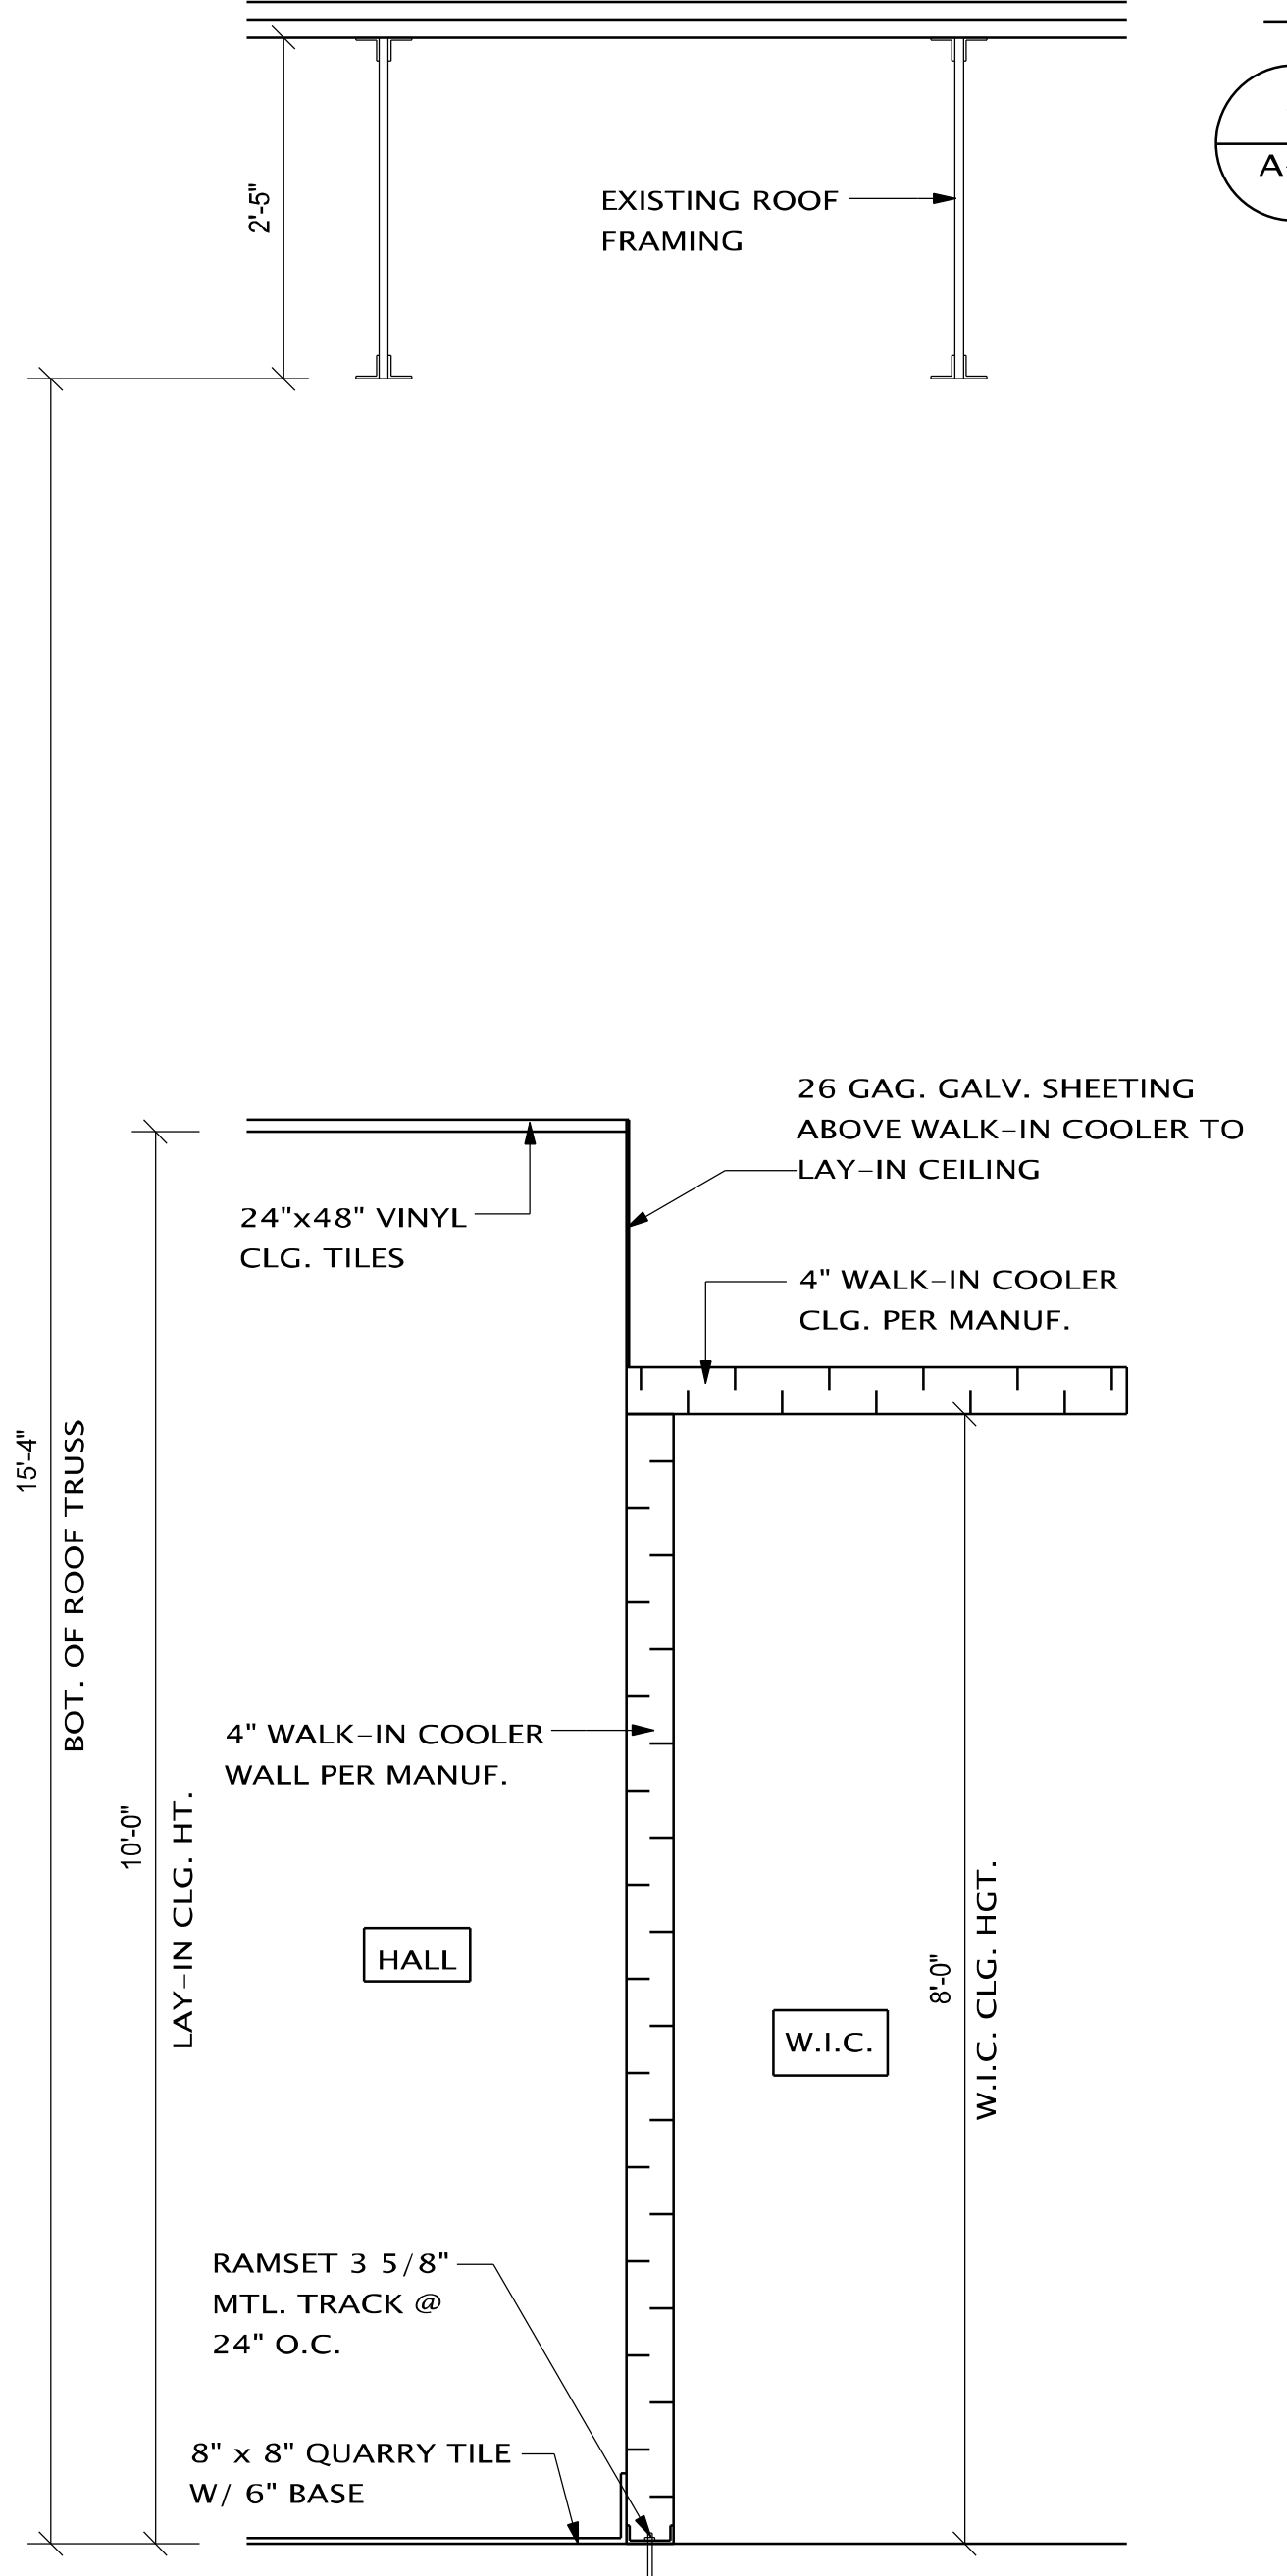 2'-5"
EXISTING ROOF
FRAMING
26 GAG. GALV. SHEETING
ABOVE WALK-IN COOLER TO
LAY-IN CEILING
24"x48" VINYL
CLG. TILES
4" WALK-IN COOLER
CLG. PER MANUF.
15'-4"
BOT. OF ROOF TRUSS
10'-0"
LAY-IN CLG. HT.
4" WALK-IN COOLER
WALL PER MANUF.
HALL
W.I.C.
8'-0"
W.I.C. CLG. HGT.
RAMSET 3 5/8"
MTL. TRACK @
24" O.C.
8" x 8" QUARRY TILE
W/ 6" BASE